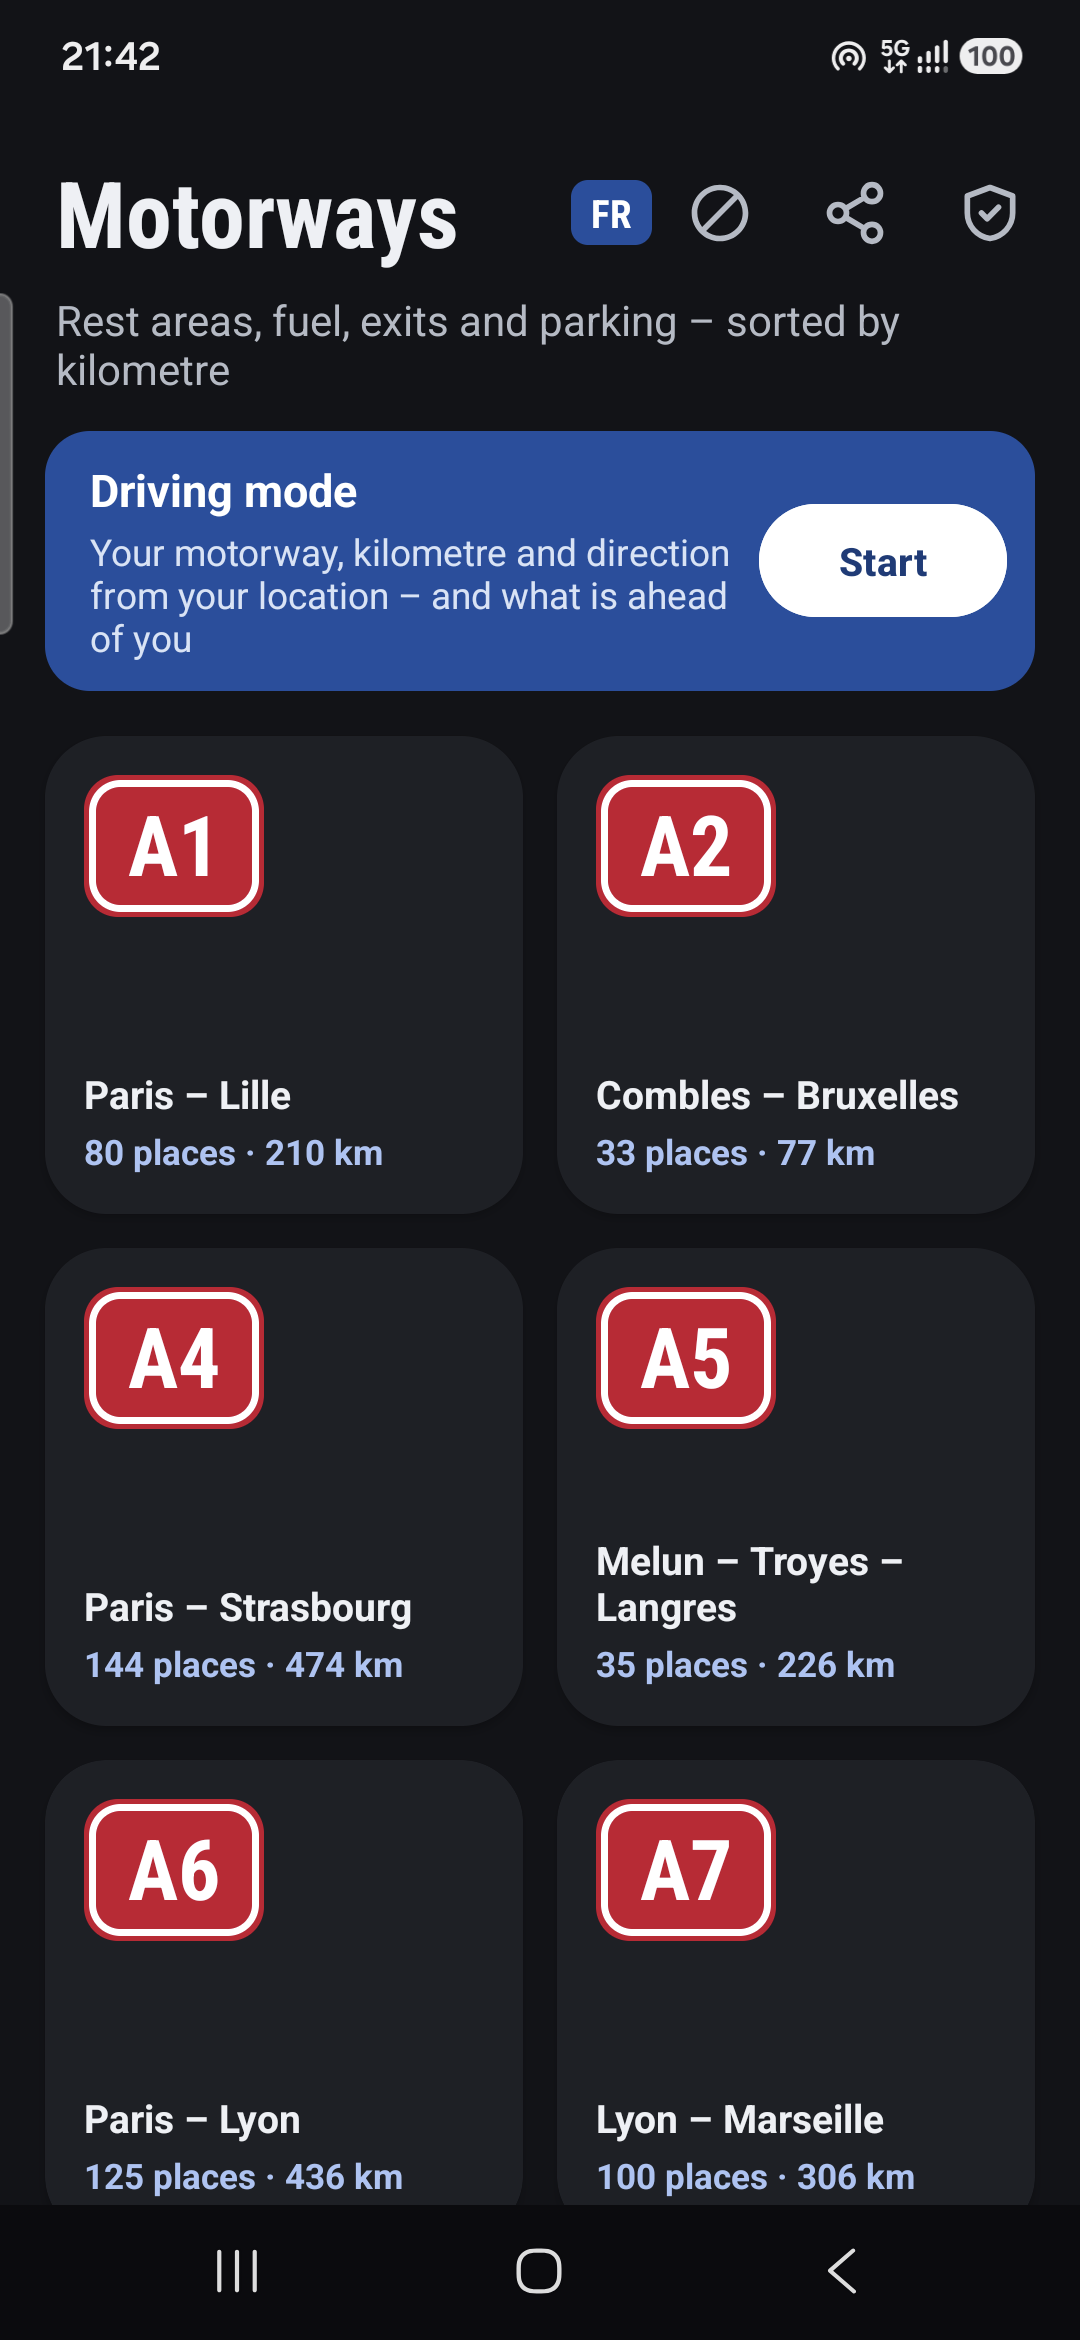 21:42
5G
100
Motorways
FR
Rest areas, fuel, exits and parking – sorted by
kilometre
Driving mode
Your motorway, kilometre and direction
from your location – and what is ahead
of you
Start
A1
Paris – Lille
80 places · 210 km
A2
Combles – Bruxelles
33 places · 77 km
A4
Paris – Strasbourg
144 places · 474 km
A5
Melun – Troyes –
Langres
35 places · 226 km
A6
Paris – Lyon
125 places · 436 km
A7
Lyon – Marseille
100 places · 306 km